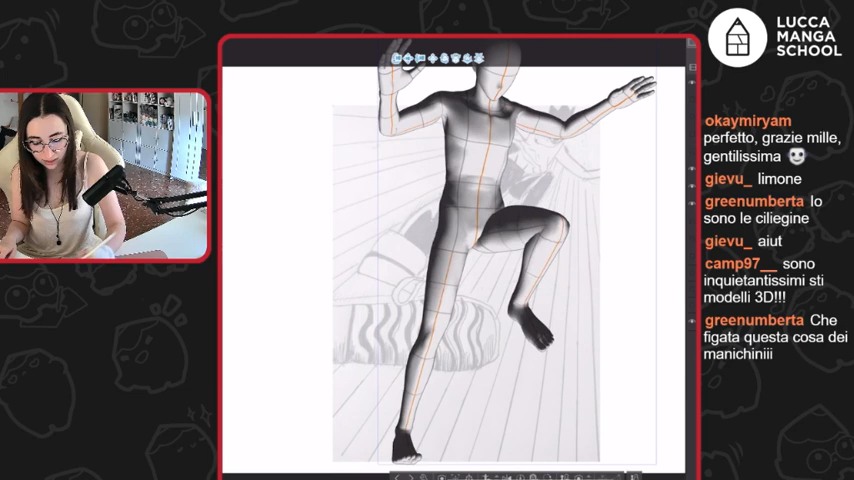 LUCCA
MANGA
SCHOOL
okaymiryam
perfetto, grazie mille,
gentilissima
gievu_ limone
greenumberta Io
sono le ciliegine
gievu_ aiut
camp97__ sono
inquietantissimi sti
modelli 3D!!!
greenumberta Che
figata questa cosa dei
manichiniii